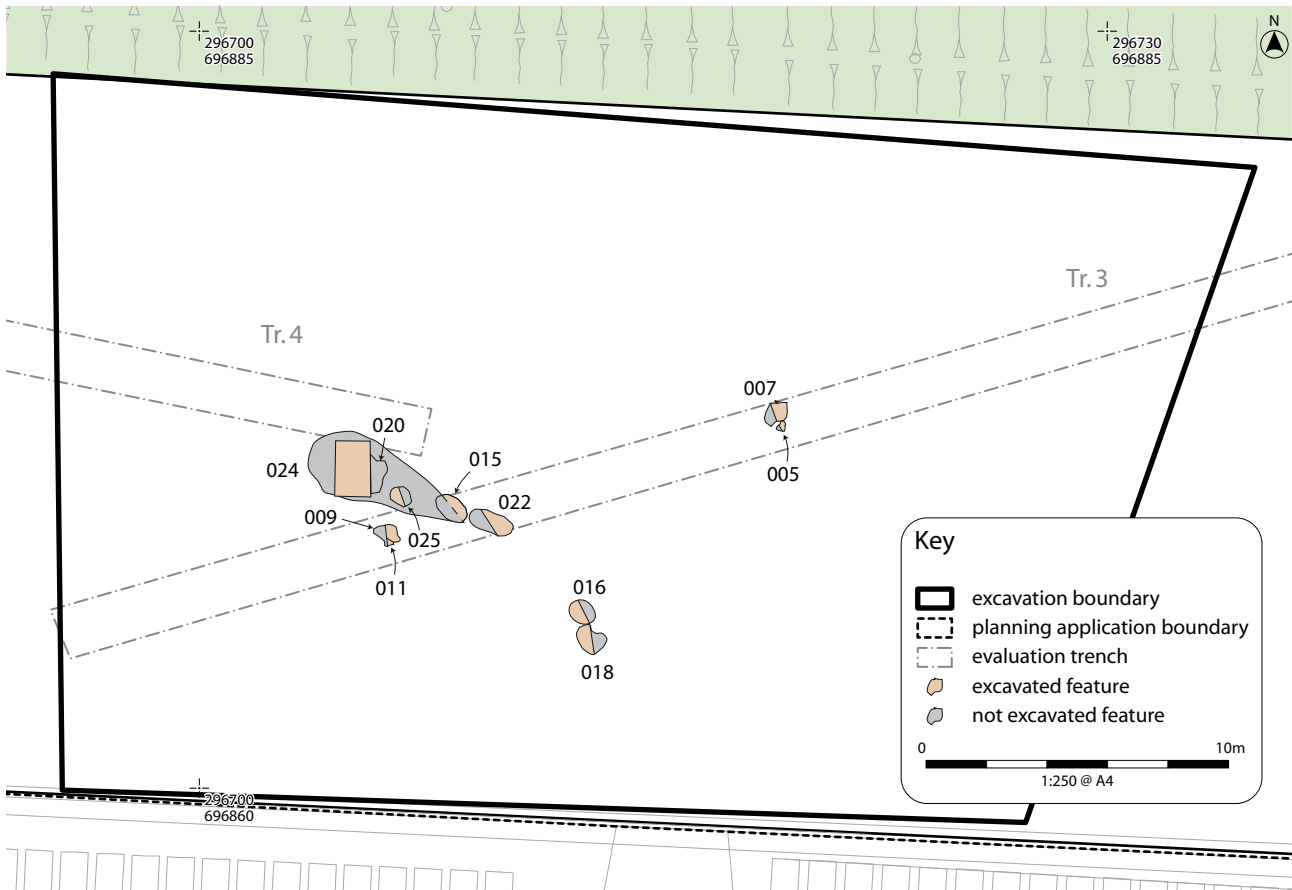 296700
696885
296730
696885
N
Tr. 3
Tr. 4
007
005
020
024
015
022
009
025
011
016
018
Key
excavation boundary
planning application boundary
evaluation trench
excavated feature
not excavated feature
0
10m
1:250 @ A4
296700
696860